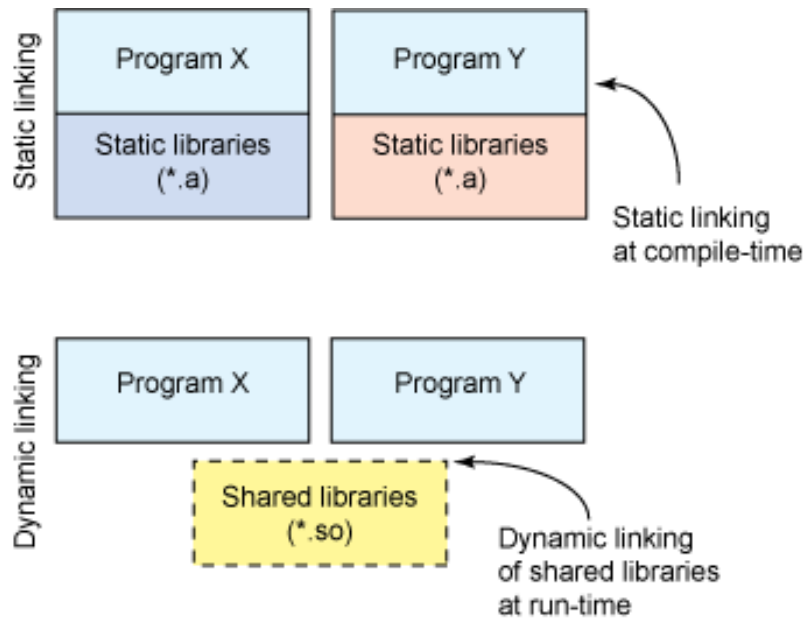 Static linking
Program X
Program Y
Static libraries
(*.a)
Static libraries
(*.a)
Static linking
at compile-time
Dynamic linking
Program X
Program Y
Shared libraries
(*.so)
Dynamic linking
of shared libraries
at run-time